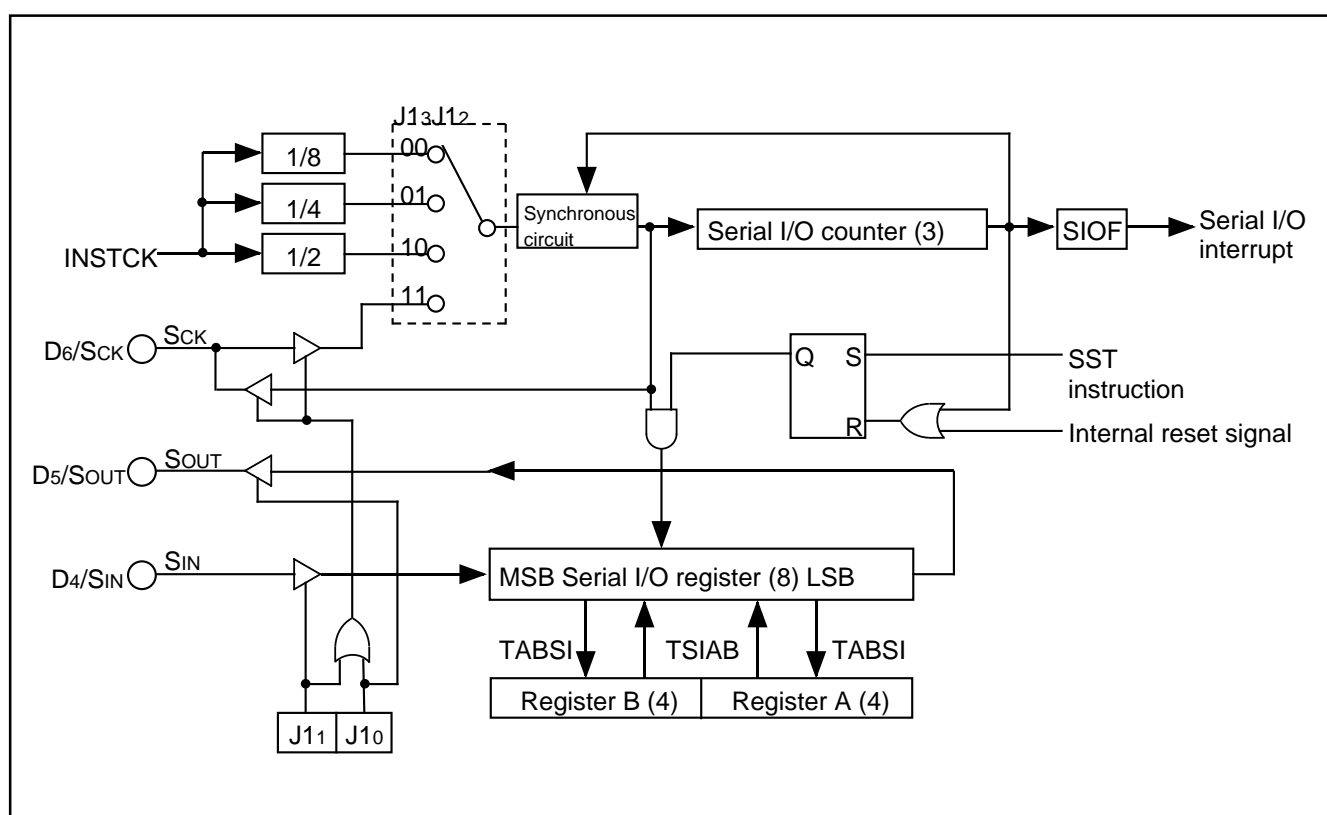 J13J12
00
1/8
01
1/4
Synchronous
circuit
Serial I/O counter (3)
SIOF
Serial I/O
interrupt
10
INSTCK
1/2
11
SCK
D6/SCK
Q
S
SST
instruction
R
Internal reset signal
SOUT
D5/SOUT
SIN
D4/SIN
MSB Serial I/O register (8) LSB
TABSI
TSIAB
TABSI
Register B (4)
Register A (4)
J11
J10